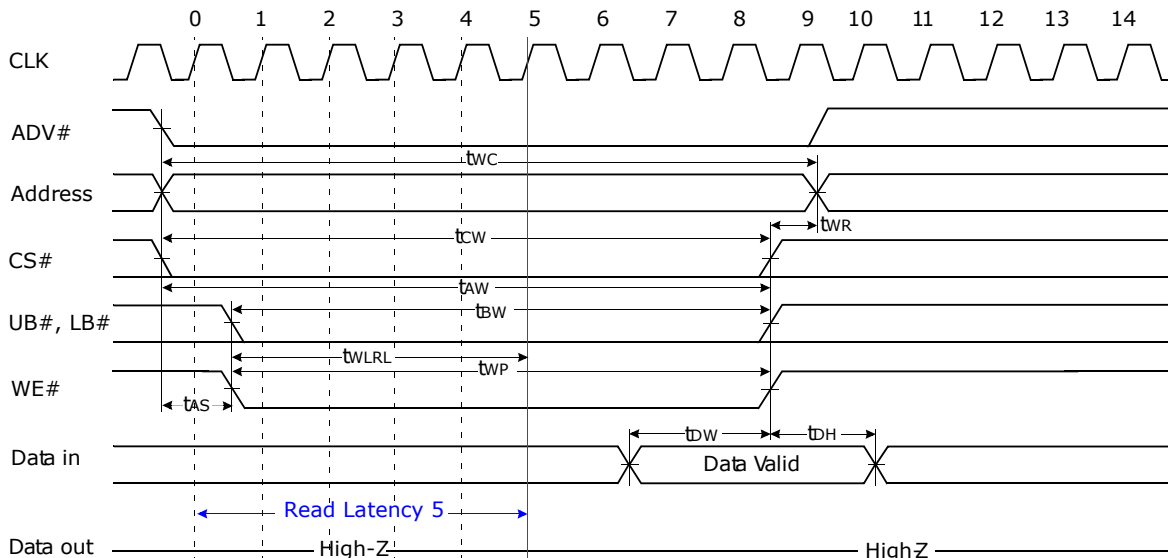 0 1 2 3 4 5 6 7 8 9 10 11 12 13 14
CLK
ADV#
tWC
Address
tWR
tCW
CS#
tAW
tBW
UB#, LB#
tWLRL
tWP
WE#
tAS
tDW
tDH
Data in
Data Valid
Read Latency 5
Data out
High-Z
High-Z